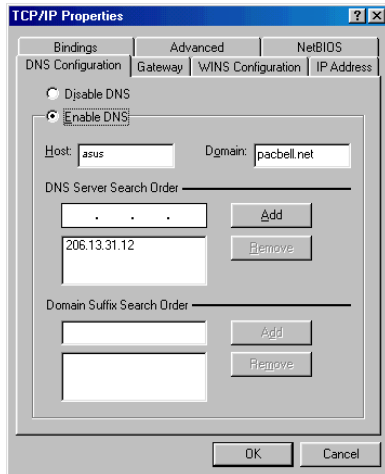 TCP/IP Properties
Bindings Advanced NetBIOS
DNS Configuration Gateway WINS Configuration IP Address
Disable DNS
Enable DNS
Host: asus Domain: pacbell.net
DNS Server Search Order
. . . Add
206.13.31.12 Remove
Domain Suffix Search Order
Add
Remove
OK Cancel